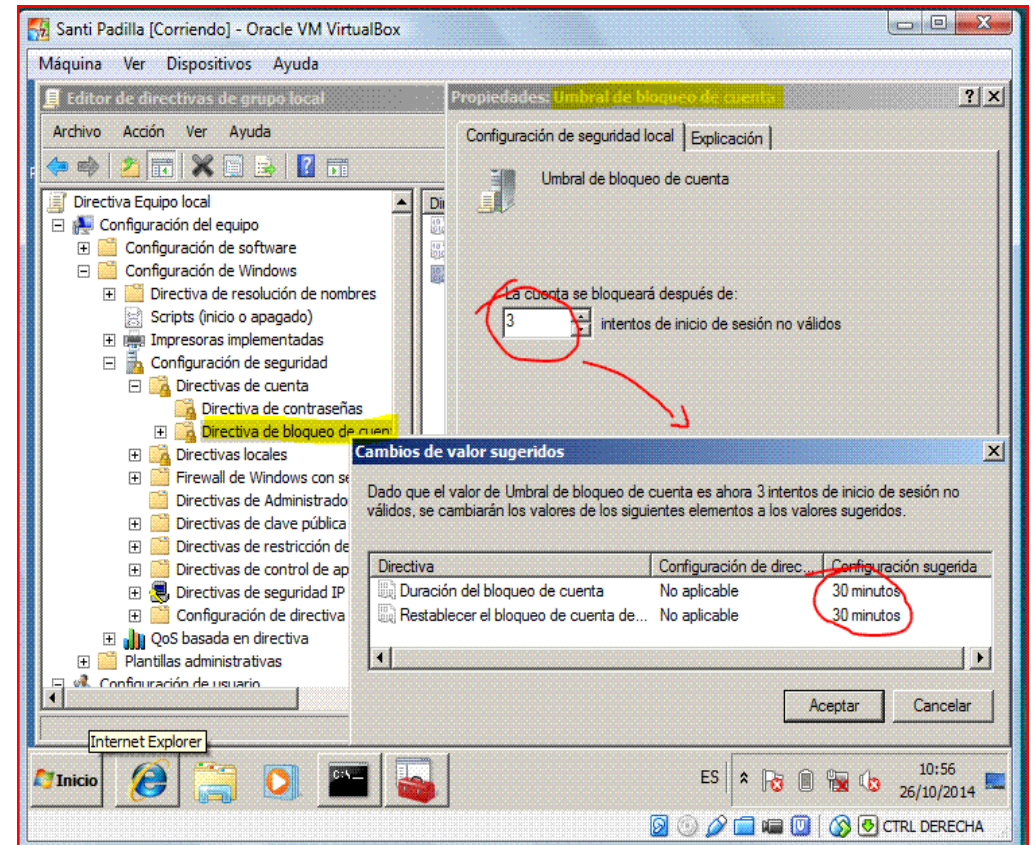 Santi Padilla [Corriendo] - Oracle VM VirtualBox
Máquina Ver Dispositivos Ayuda
Editor de directivas de grupo local
Archivo Acción Ver Ayuda
Directiva Equipo local
Configuración del equipo
Configuración de software
Configuración de Windows
Directiva de resolución de nombres
Scripts (inicio o apagado)
Impresoras implementadas
Configuración de seguridad
Directivas de cuenta
Directiva de contraseñas
Directiva de bloqueo de cuen
Directivas locales
Firewall de Windows con se
Directivas de Administrado
Directivas de clave pública
Directivas de restricción de
Directivas de control de ap
Directivas de seguridad IP
Configuración de directiva
QoS basada en directiva
Plantillas administrativas
Configuración de usuario
Di
Propiedades: Umbral de bloqueo de cuenta
Configuración de seguridad local Explicación
Umbral de bloqueo de cuenta
La cuenta se bloqueará después de:
3 intentos de inicio de sesión no válidos
Cambios de valor sugeridos
Dado que el valor de Umbral de bloqueo de cuenta es ahora 3 intentos de inicio de sesión no
válidos, se cambiarán los valores de los siguientes elementos a los valores sugeridos.
Directiva Configuración de direc... Configuración sugerida
Duración del bloqueo de cuenta No aplicable 30 minutos
Restablecer el bloqueo de cuenta de... No aplicable 30 minutos
Aceptar Cancelar
Internet Explorer
Inicio C:\_ ES 10:56
26/10/2014
CTRL DERECHA